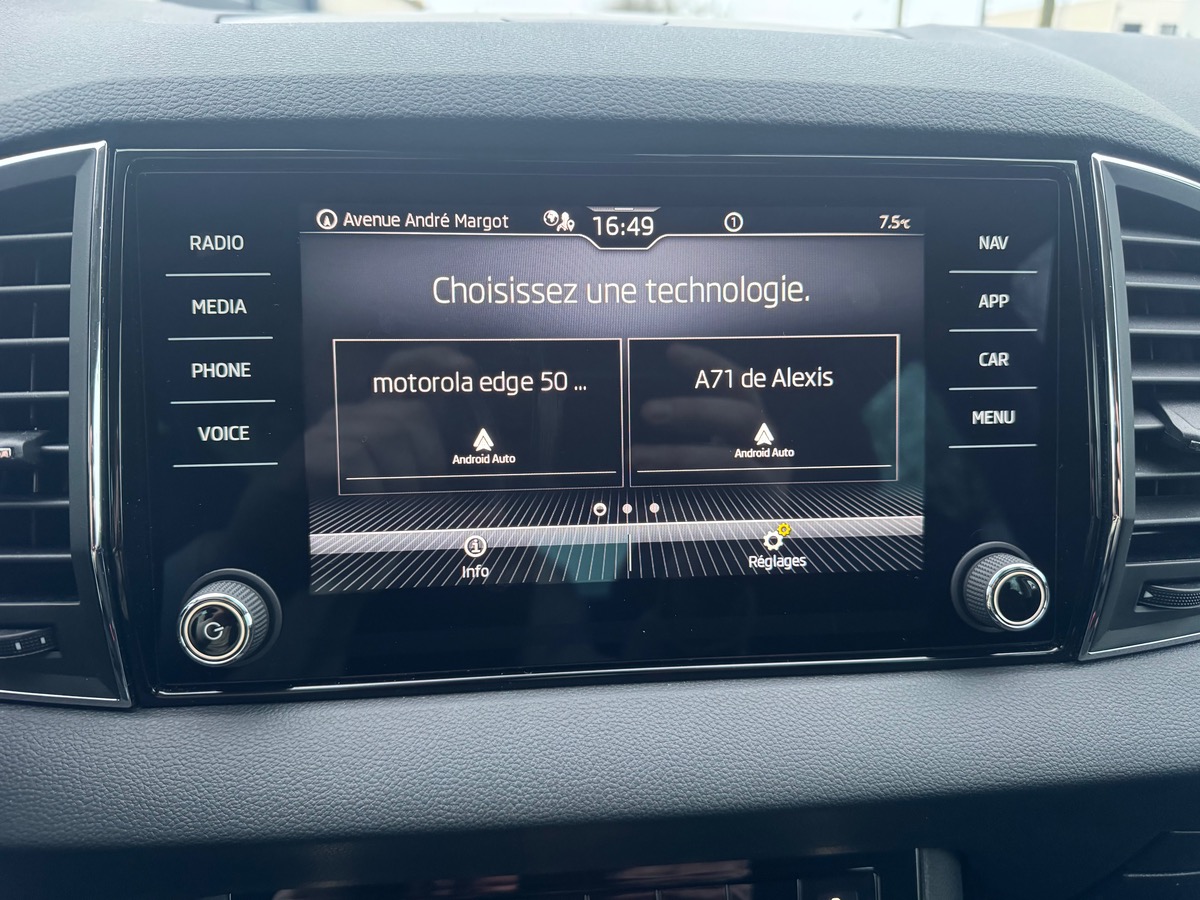 Avenue André Margot
16:49
1
7.5°C
RADIO
MEDIA
PHONE
VOICE
Choisissez une technologie.
motorola edge 50 ...
Android Auto
A71 de Alexis
Android Auto
Info
Réglages
NAV
APP
CAR
MENU